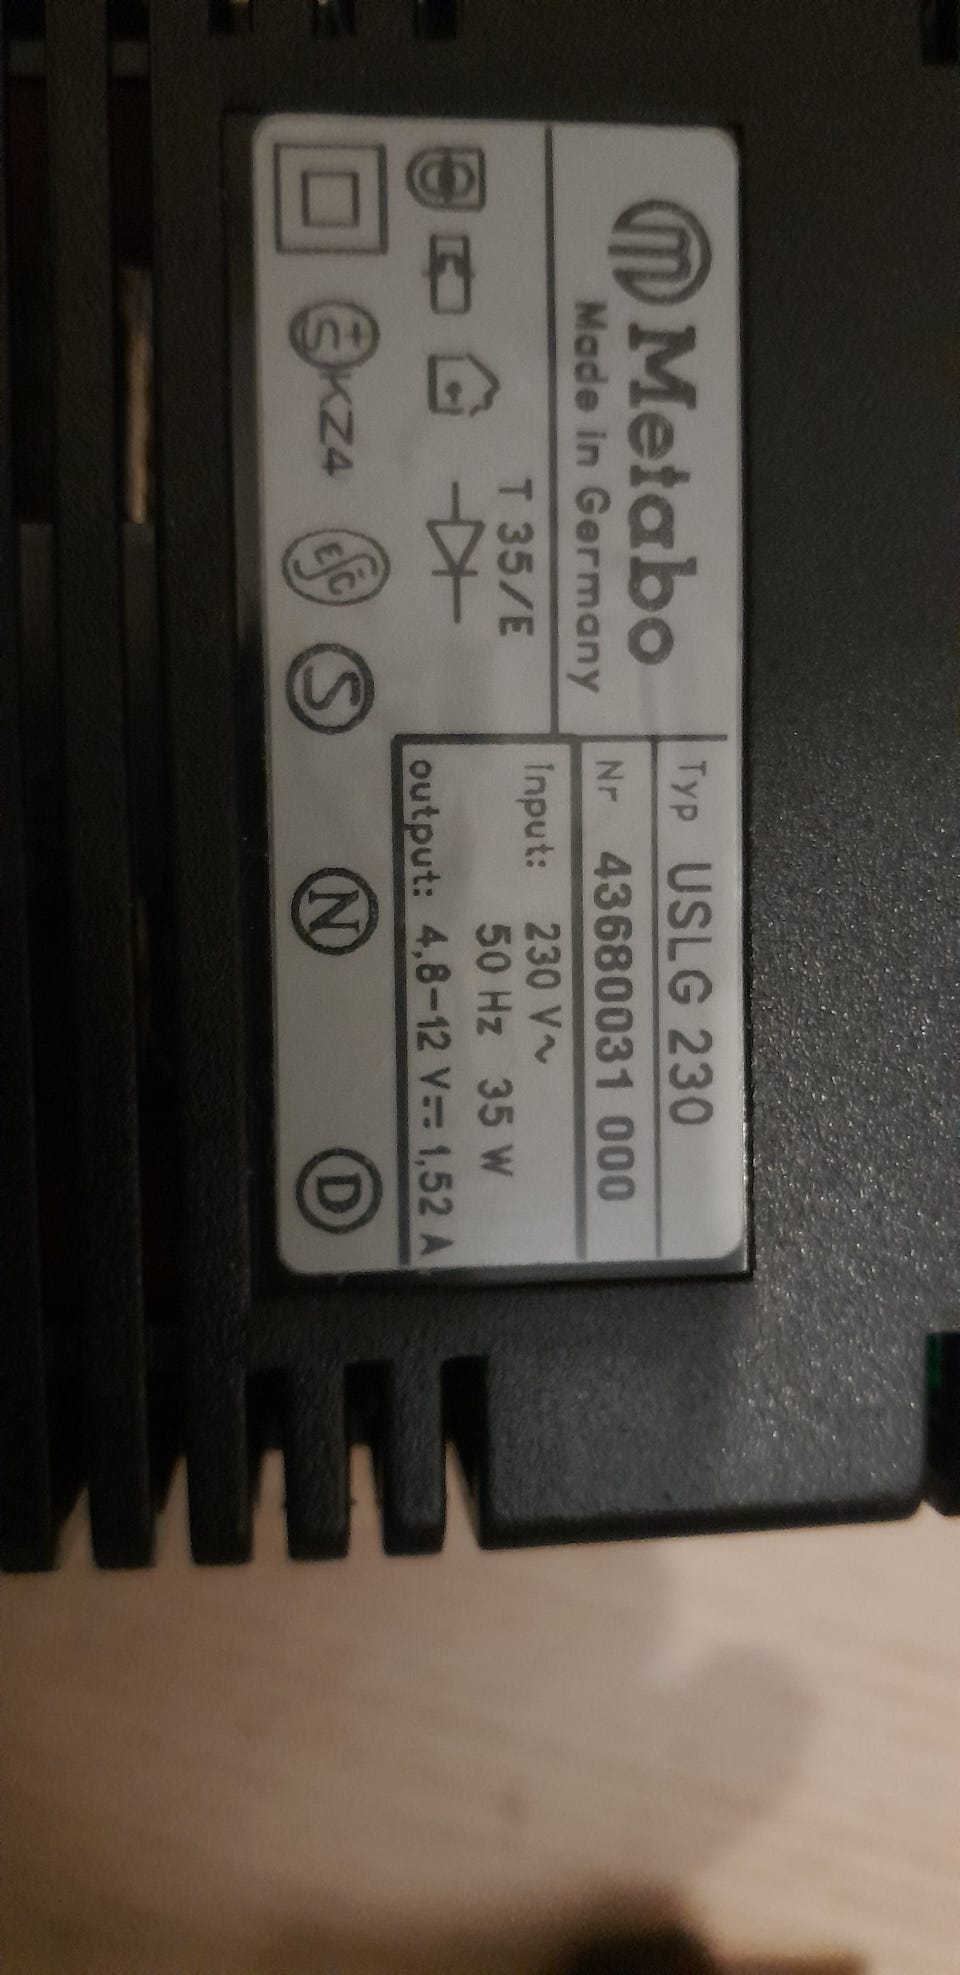 Metabo
Made in Germany
Typ USLG 230
Nr 436800031 000
T 35/E
Input: 230 V~
50 Hz 35 W
output: 4,8-12 V⎓ 1,52 A
+S KZ4
ESC
S
N
D